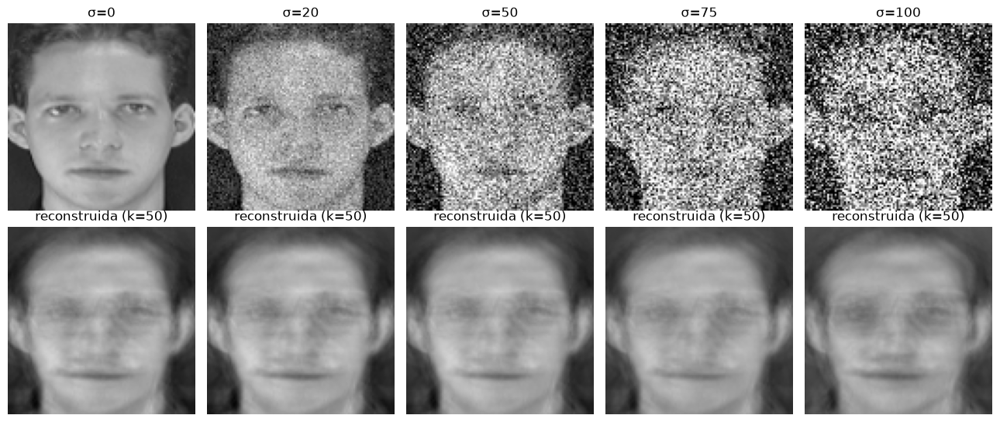 σ=0 σ=20 σ=50 σ=75 σ=100
reconstruida (k=50) reconstruida (k=50) reconstruida (k=50) reconstruida (k=50) reconstruida (k=50)